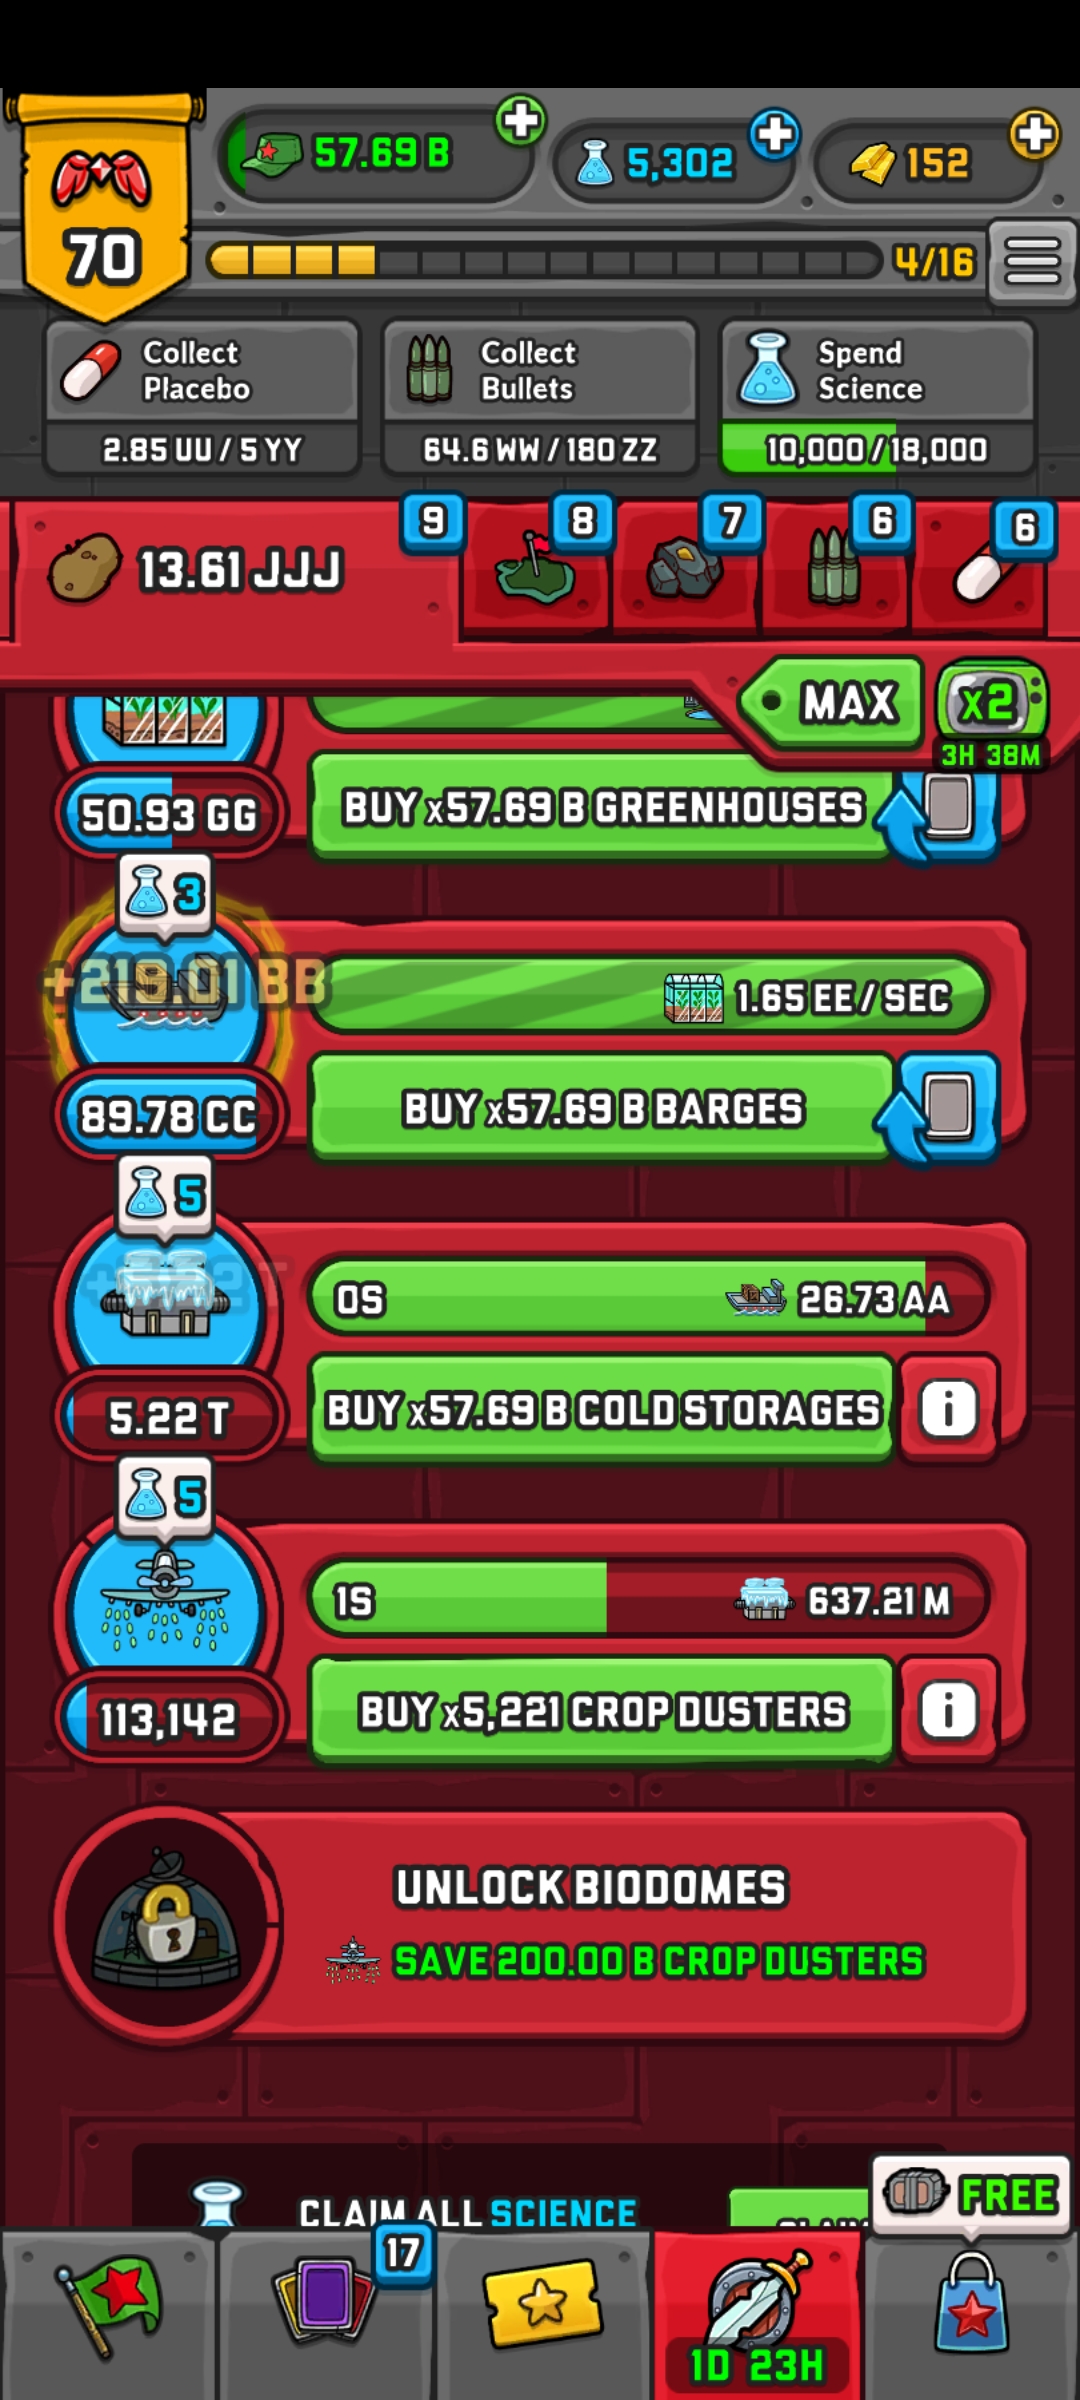 57.69 B
5,302
152
70
4/16
Collect
Placebo
2.85 UU / 5 YY
Collect
Bullets
64.6 WW / 180 ZZ
Spend
Science
10,000 / 18,000
13.61 JJJ
9
8
7
6
6
MAX
x2
3H 38M
50.93 GG
BUY x57.69 B GREENHOUSES
3
+219.01 BB
1.65 EE / SEC
89.78 CC
BUY x57.69 B BARGES
5
0S
26.73 AA
5.22 T
BUY x57.69 B COLD STORAGES
i
5
1S
637.21 M
113,142
BUY x5,221 CROP DUSTERS
i
UNLOCK BIODOMES
SAVE 200.00 B CROP DUSTERS
CLAIM ALL SCIENCE
FREE
17
1D 23H